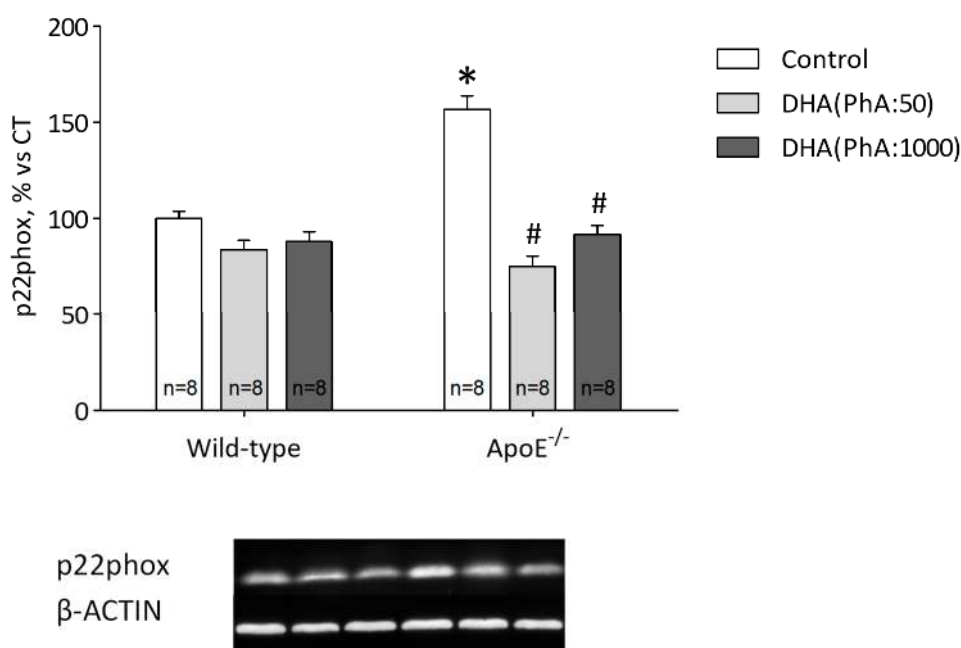 200
150
100
50
0
p22phox, % vs CT
*
#
#
n=8
n=8
n=8
n=8
n=8
n=8
Wild-type
ApoE-/-
Control
DHA(PhA:50)
DHA(PhA:1000)
p22phox
β-ACTIN